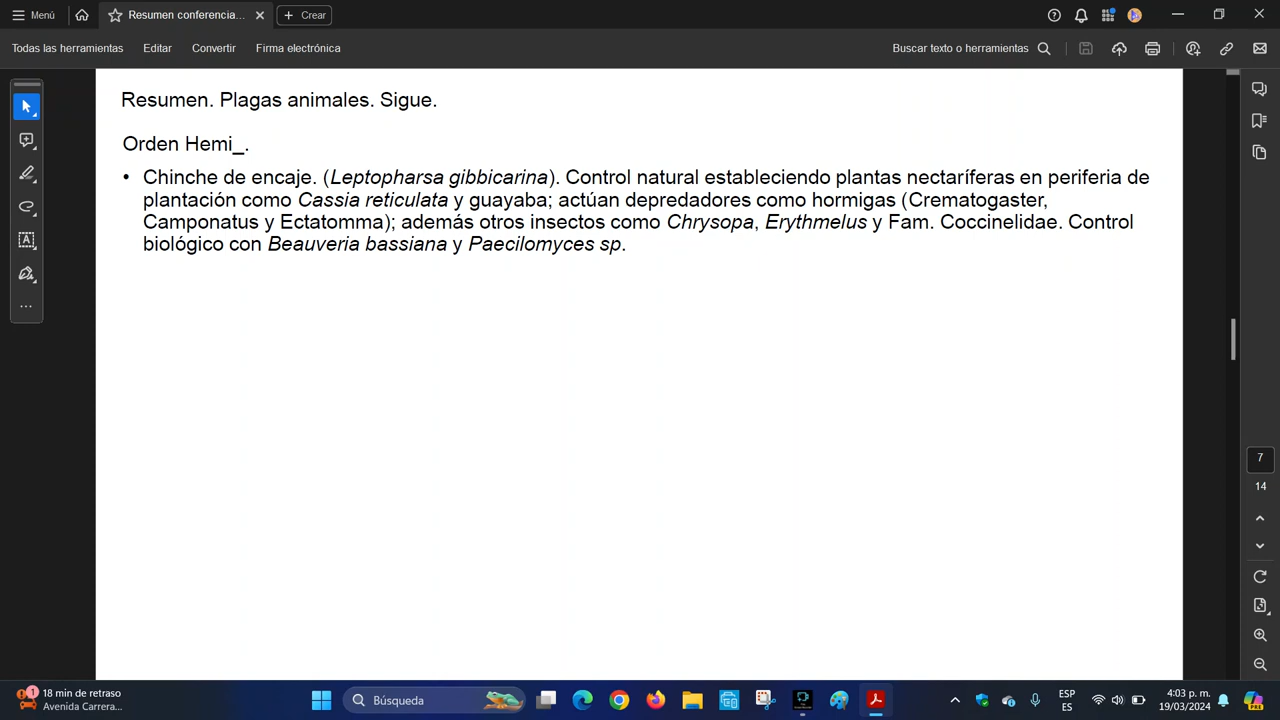 Menú
Resumen conferencia...
Crear
Todas las herramientas
Editar
Convertir
Firma electrónica
Buscar texto o herramientas
Resumen. Plagas animales. Sigue.
Orden Hemi_.
• Chinche de encaje. (Leptopharsa gibbicarina). Control natural estableciendo plantas nectaríferas en periferia de
plantación como Cassia reticulata y guayaba; actúan depredadores como hormigas (Crematogaster,
Camponatus y Ectatomma); además otros insectos como Chrysopa, Erythmelus y Fam. Coccinelidae. Control
biológico con Beauveria bassiana y Paecilomyces sp.
7
14
1
18 min de retraso
Avenida Carrera...
Búsqueda
ESP
ES
4:03 p. m.
19/03/2024